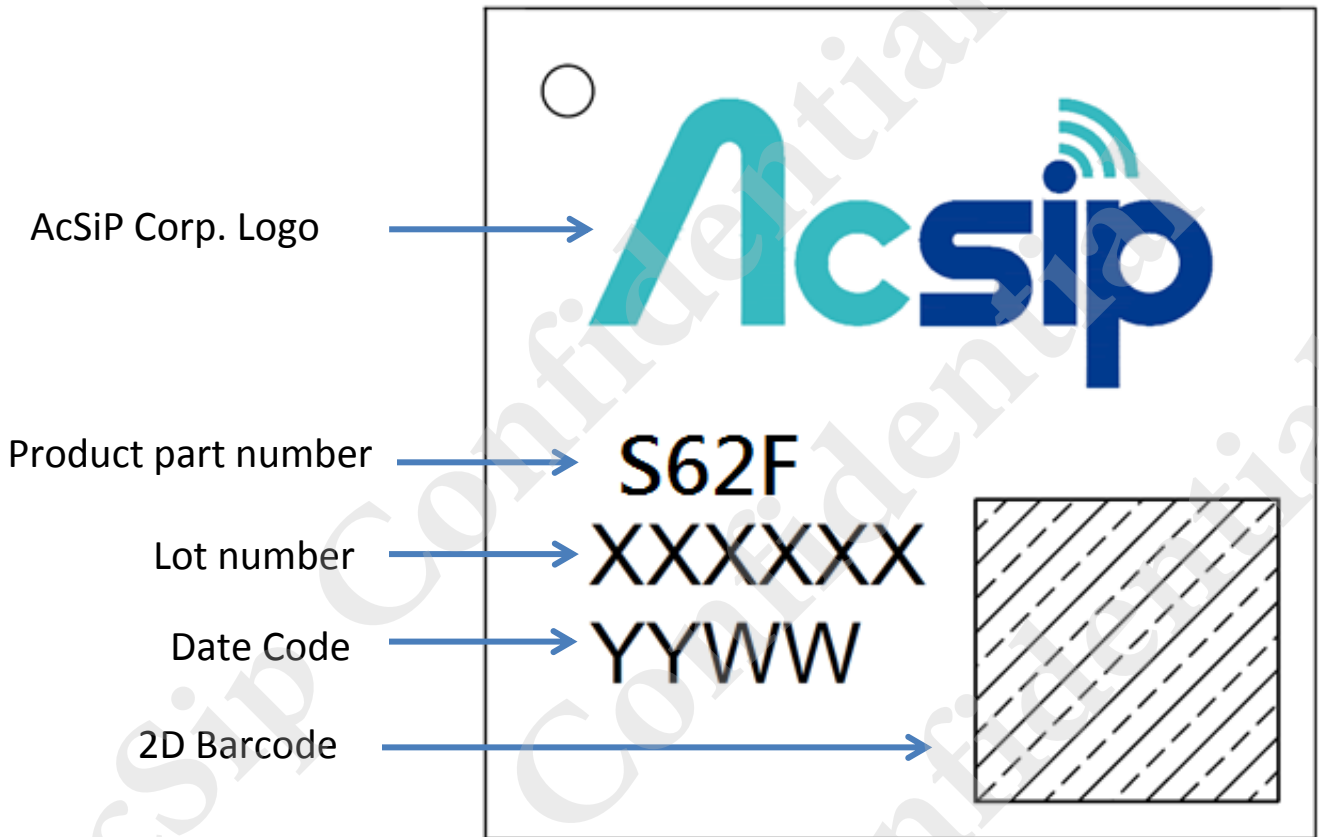 Acsip
AcSiP Corp. Logo
Product part number
S62F
Lot number
XXXXXX
Date Code
YYWW
2D Barcode
AcSip Confidential
Confidential
Confidential